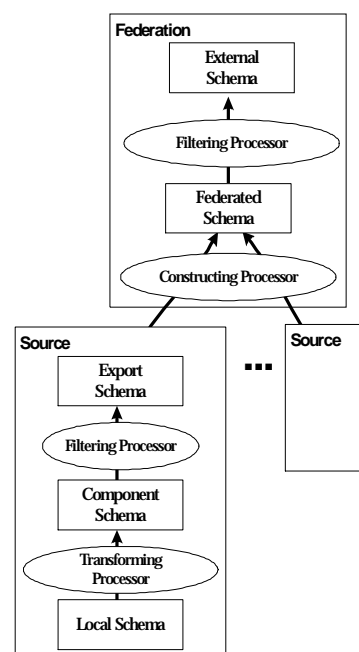 Federation
External
Schema
Filtering Processor
Federated
Schema
Constructing Processor
Source
Export
Schema
Filtering Processor
Component
Schema
Transforming
Processor
Local Schema
...
Source